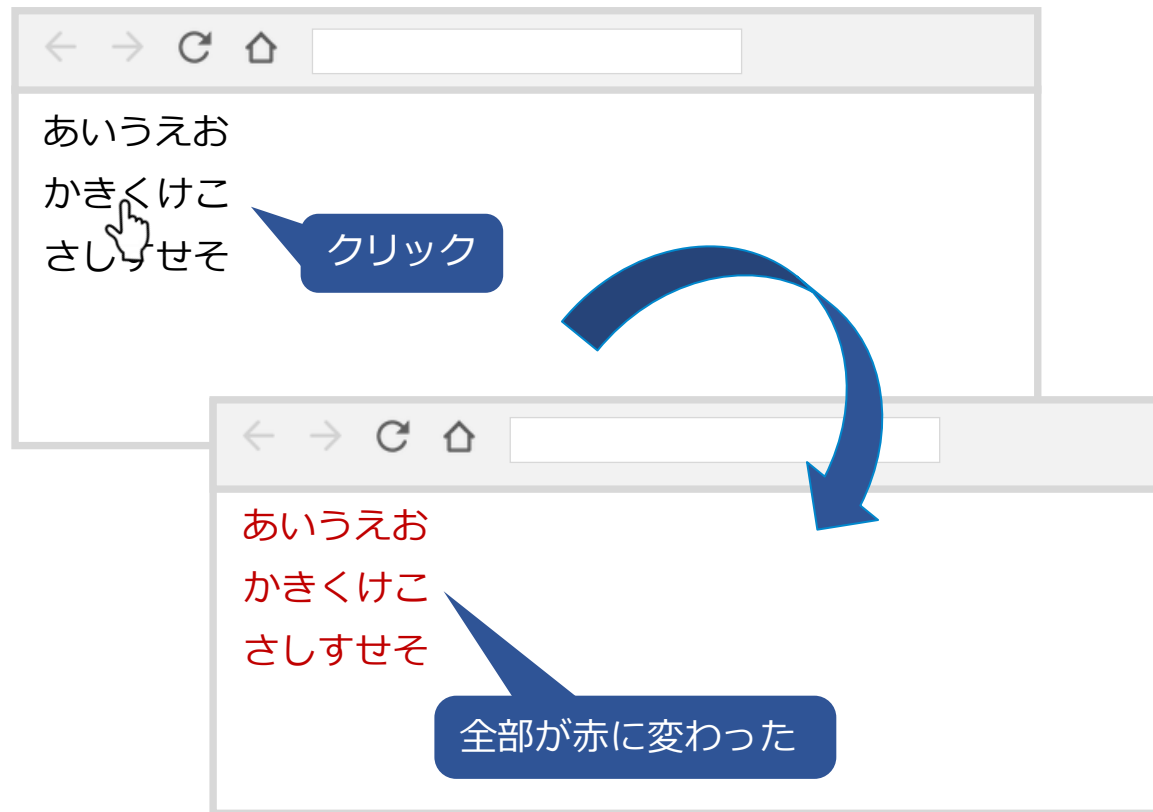 あいうえお
かきくけこ
さしすせそ
クリック
あいうえお
かきくけこ
さしすせそ
全部が赤に変わった